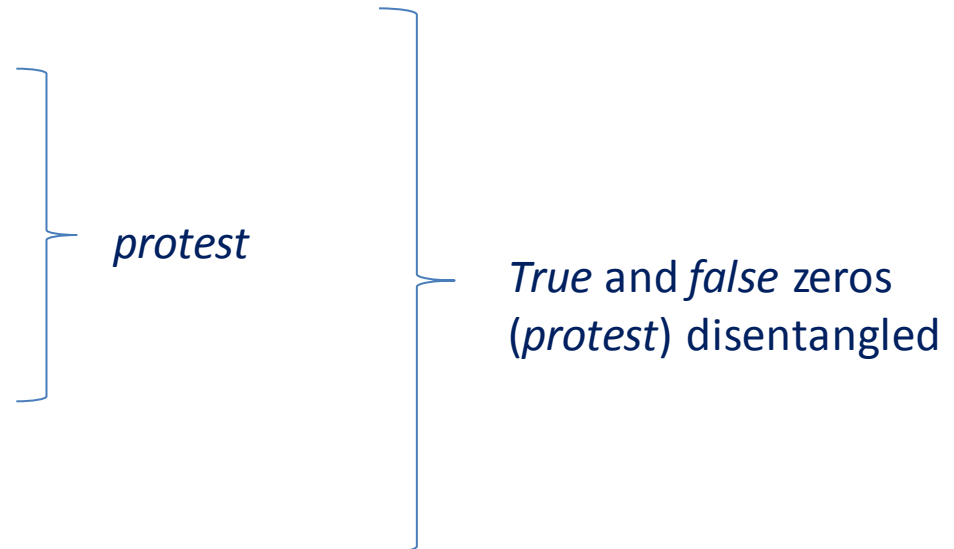 protest
True and false zeros
(protest) disentangled